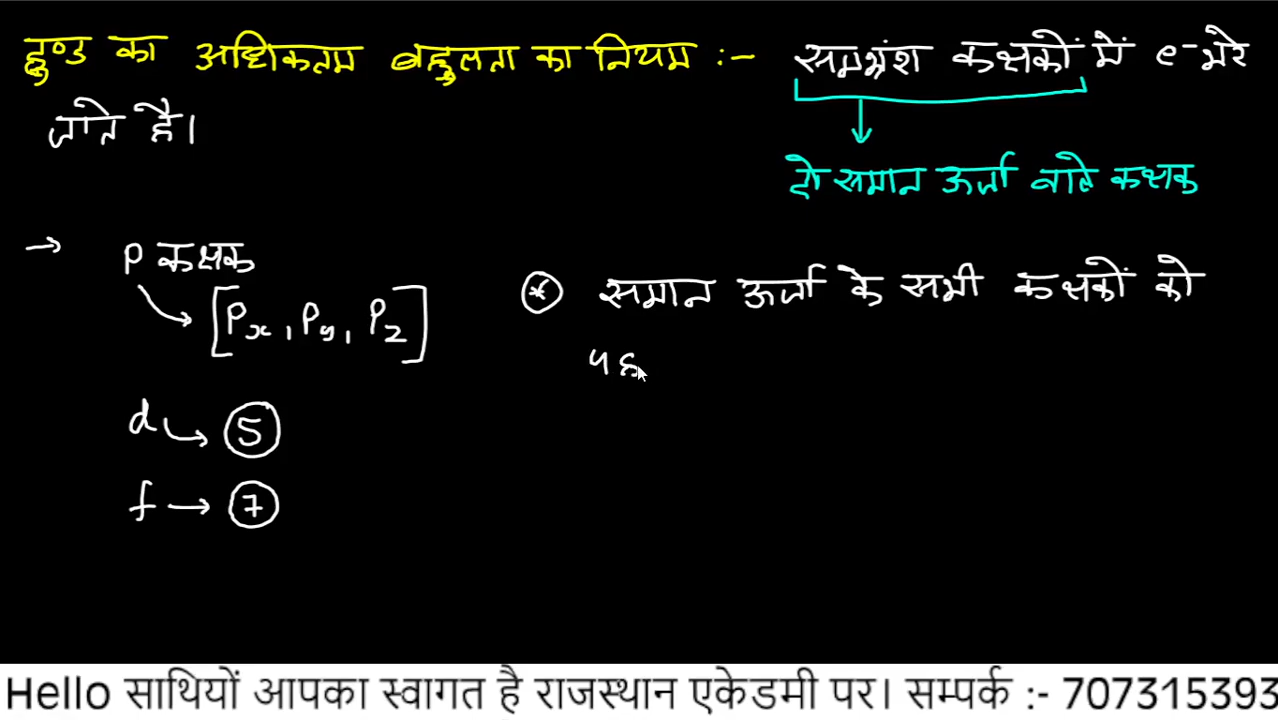 हुण्ड का अधिकतम बहुलता का नियम :- समभ्रंश कक्षकों में e⁻ भरे
जाते है।
समान ऊर्जा वाले कक्षक
→ P कक्षक
[Px, Py, Pz]
* समान ऊर्जा के सभी कक्षकों को
पह
d → 5
f → 7
Hello साथियों आपका स्वागत है राजस्थान एकेडमी पर। सम्पर्क :- 707315393